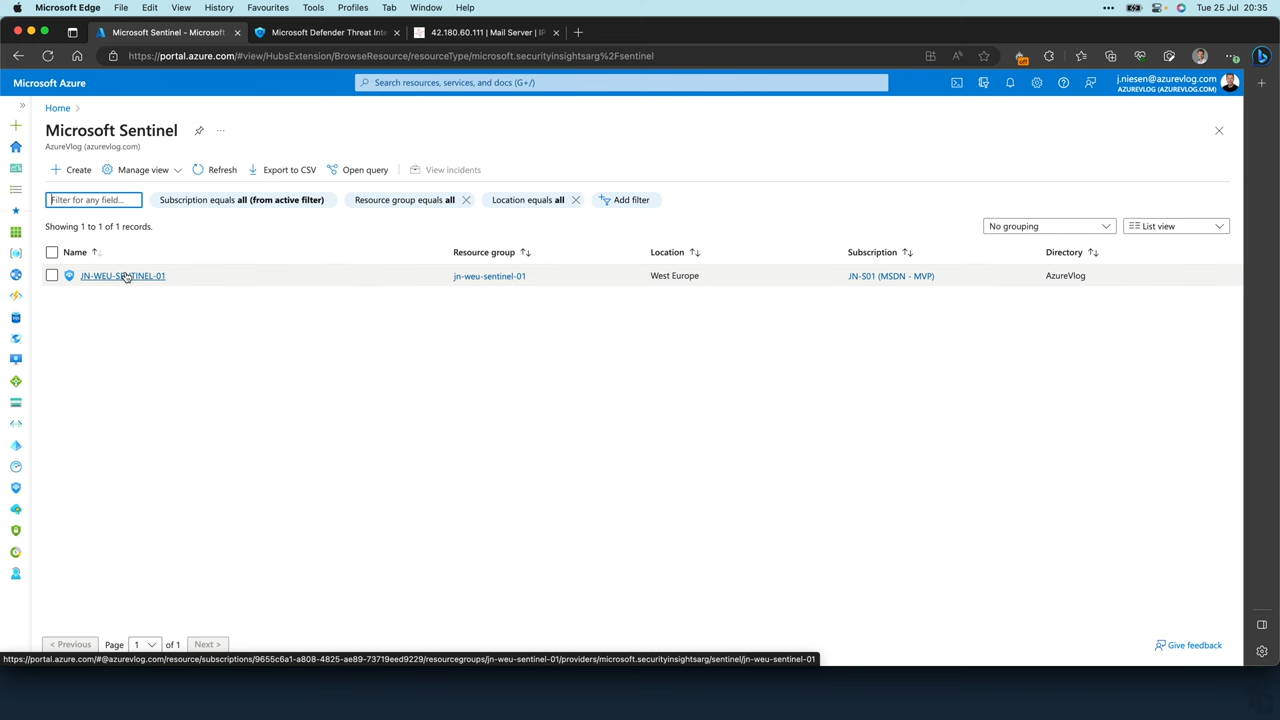 Microsoft Edge File Edit View History Favourites Tools Profiles Tab Window Help Tue 25 Jul 20:35
Microsoft Sentinel - Microsoft Microsoft Defender Threat Inte 42.180.60.111 | Mail Server | IP
https://portal.azure.com/#view/HubsExtension/BrowseResource/resourceType/microsoft.securityinsightsarg%2Fsentinel
Microsoft Azure Search resources, services, and docs (G+/) j.niesen@azurevlog.com
AZUREVLOG (AZUREVLOG.COM)
Home >
Microsoft Sentinel
AzureVlog (azurevlog.com)
Create Manage view Refresh Export to CSV Open query View incidents
Filter for any field... Subscription equals all (from active filter) Resource group equals all Location equals all Add filter
Showing 1 to 1 of 1 records. No grouping List view
Name Resource group Location Subscription Directory
JN-WEU-SENTINEL-01 jn-weu-sentinel-01 West Europe JN-S01 (MSDN - MVP) AzureVlog
< Previous Page 1 of 1 Next > Give feedback
https://portal.azure.com/#@azurevlog.com/resource/subscriptions/9655c6a1-a808-4825-ae89-73719eed9229/resourcegroups/jn-weu-sentinel-01/providers/microsoft.securityinsightsarg/sentinel/jn-weu-sentinel-01